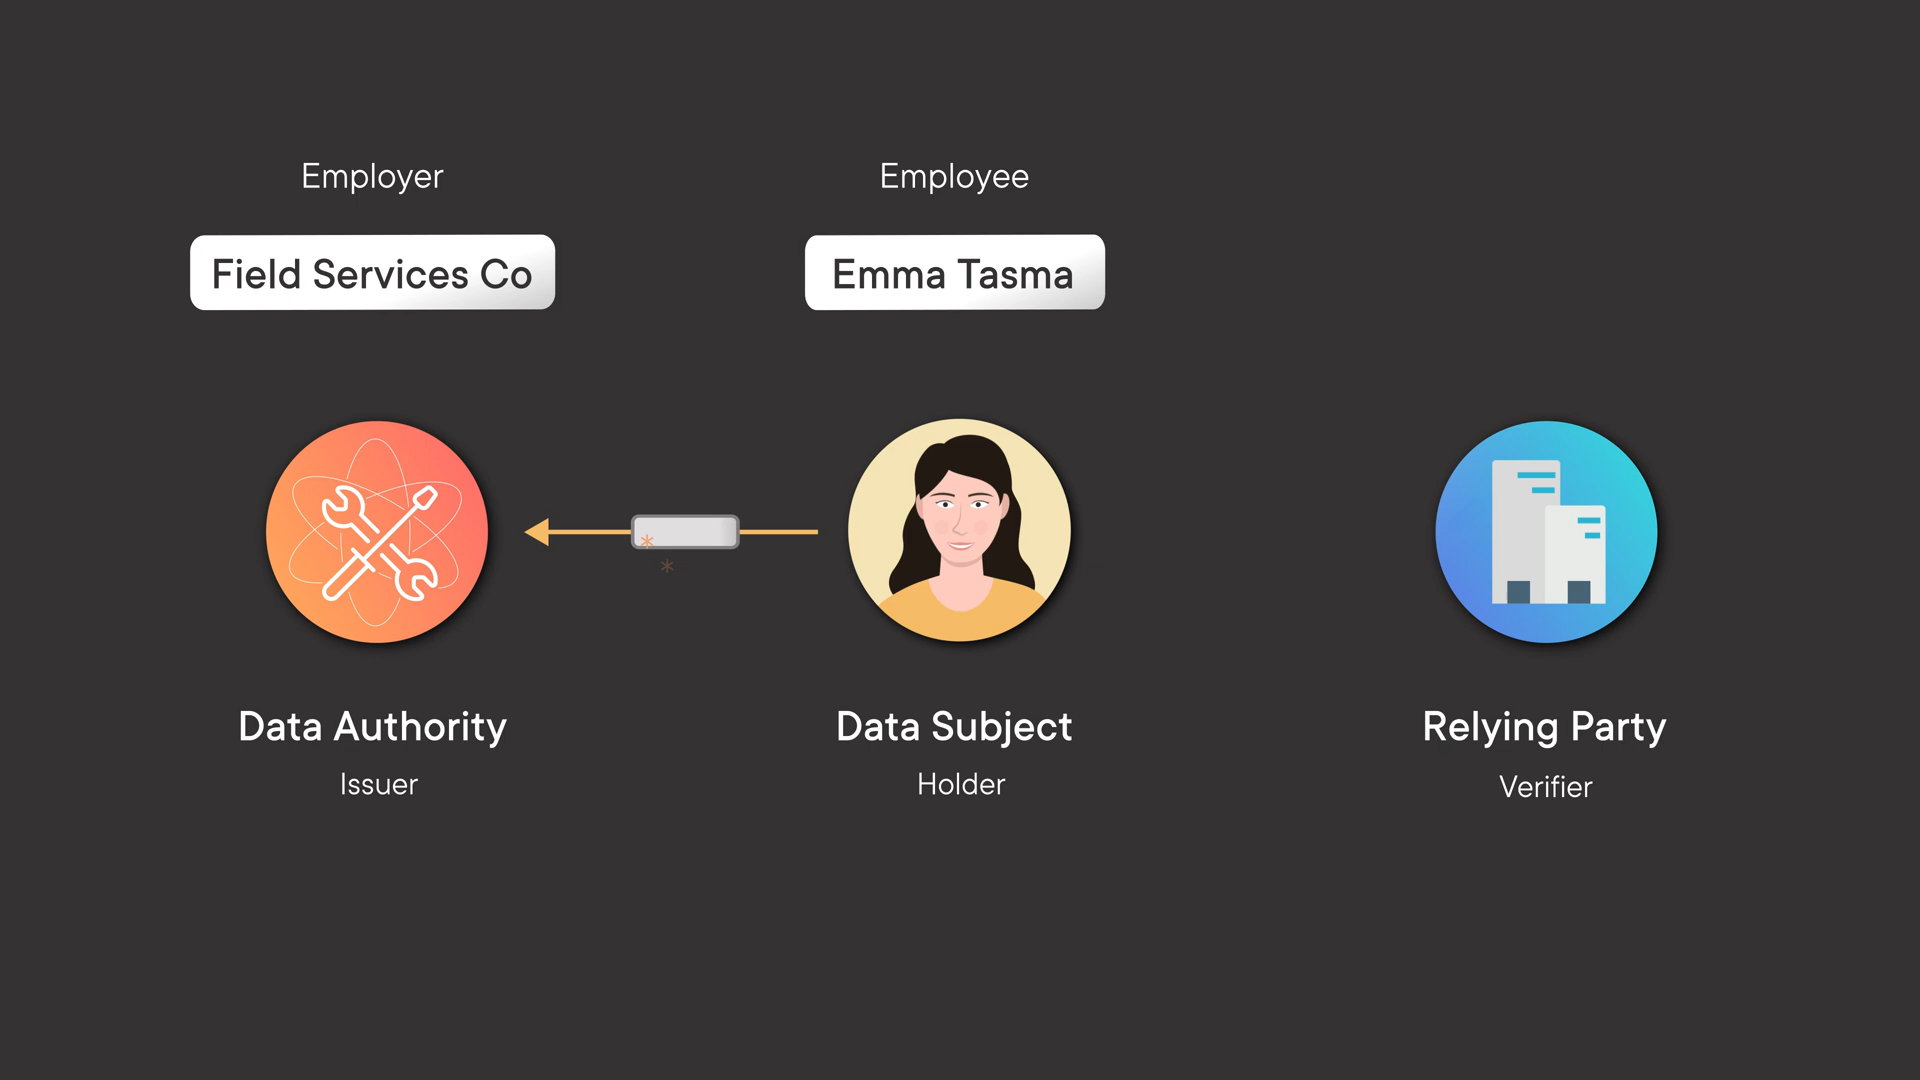 Employer
Employee
Field Services Co
Emma Tasma
*
*
Data Authority
Data Subject
Relying Party
Issuer
Holder
Verifier